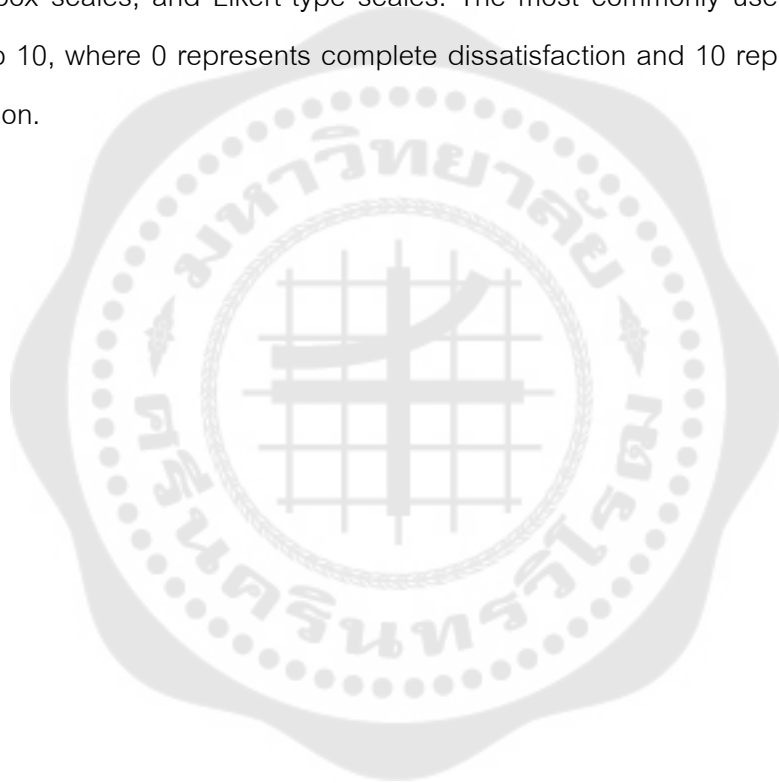 box scales, and Likert-type scales. The most commonly use
o 10, where 0 represents complete dissatisfaction and 10 rep
on.
มหาวิทยาลัย
ศรีนครินทรวิโรฒ